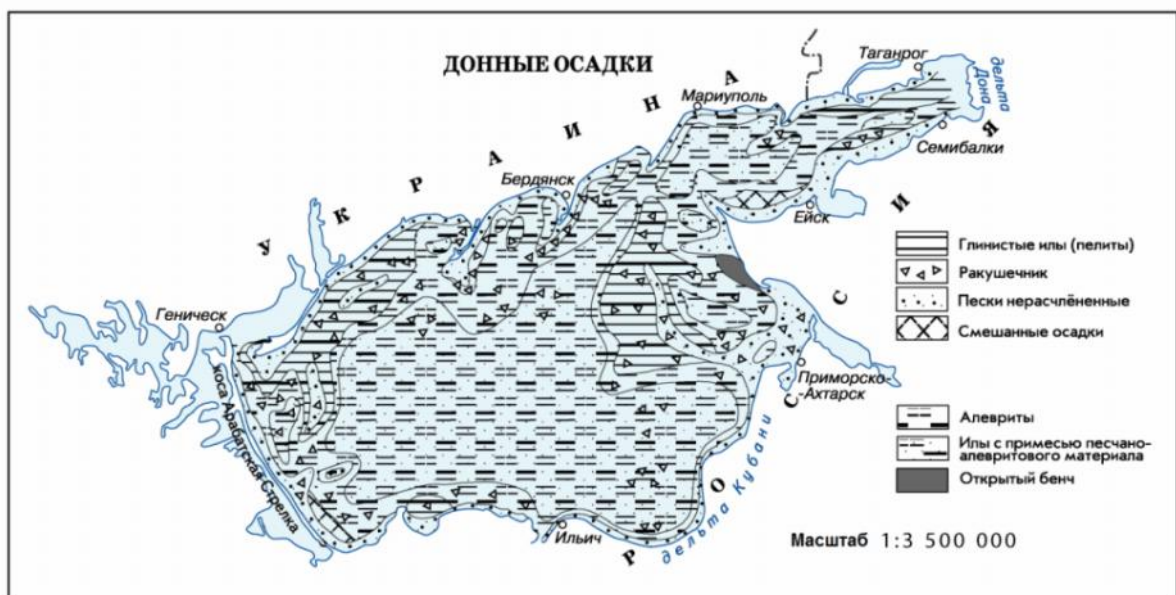 ДОННЫЕ ОСАДКИ
Таганрог
дельта
Дона
Мариуполь
Семибалки
Бердянск
Ейск
УКРАИНА
РОССИЯ
Геническ
коса Арабатская Стрелка
Приморско-
-Ахтарск
дельта Кубани
Ильич
Глинистые илы (пелиты)
Ракушечник
Пески нерасчленённые
Смешанные осадки
Алевриты
Илы с примесью песчано-
алевритового материала
Открытый бенч
Масштаб 1:3 500 000